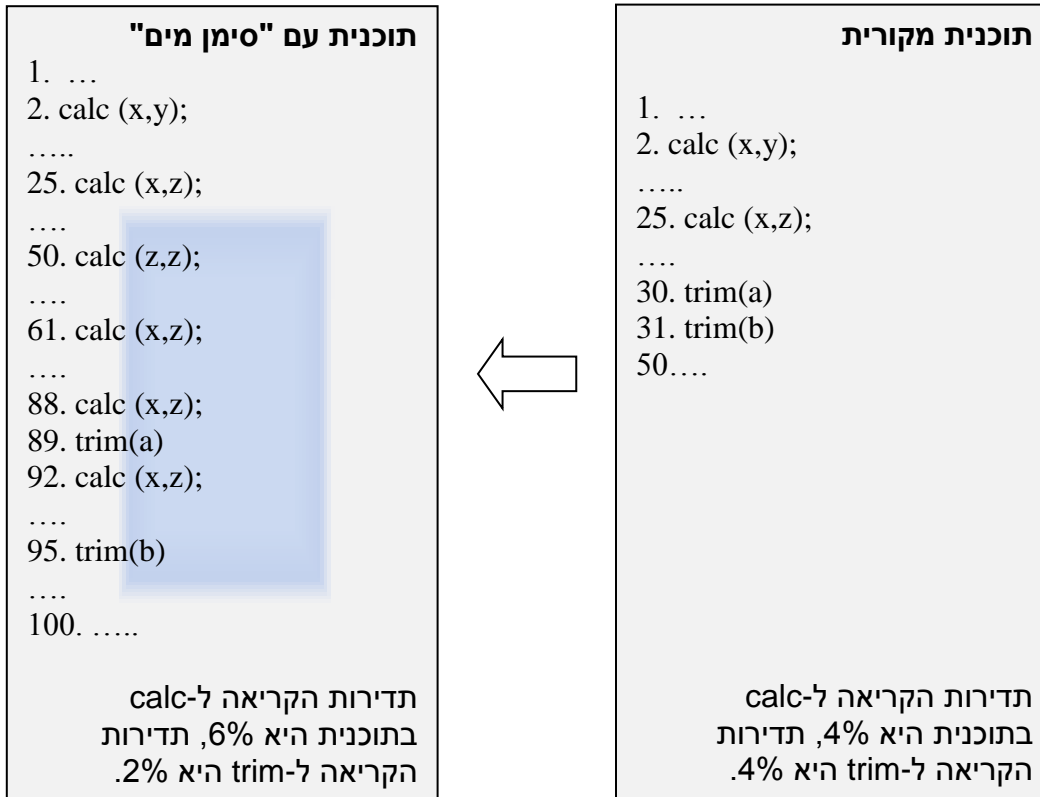 תוכנית מקורית
1. …
2. calc (x,y);
…..
25. calc (x,z);
….
30. trim(a)
31. trim(b)
50….
תדירות הקריאה ל-calc
בתוכנית היא 4%, תדירות
הקריאה ל-trim היא 4%.
תוכנית עם "סימן מים"
1. …
2. calc (x,y);
…..
25. calc (x,z);
….
50. calc (z,z);
….
61. calc (x,z);
….
88. calc (x,z);
89. trim(a)
92. calc (x,z);
….
95. trim(b)
….
100. …..
תדירות הקריאה ל-calc
בתוכנית היא 6%, תדירות
הקריאה ל-trim היא 2%.